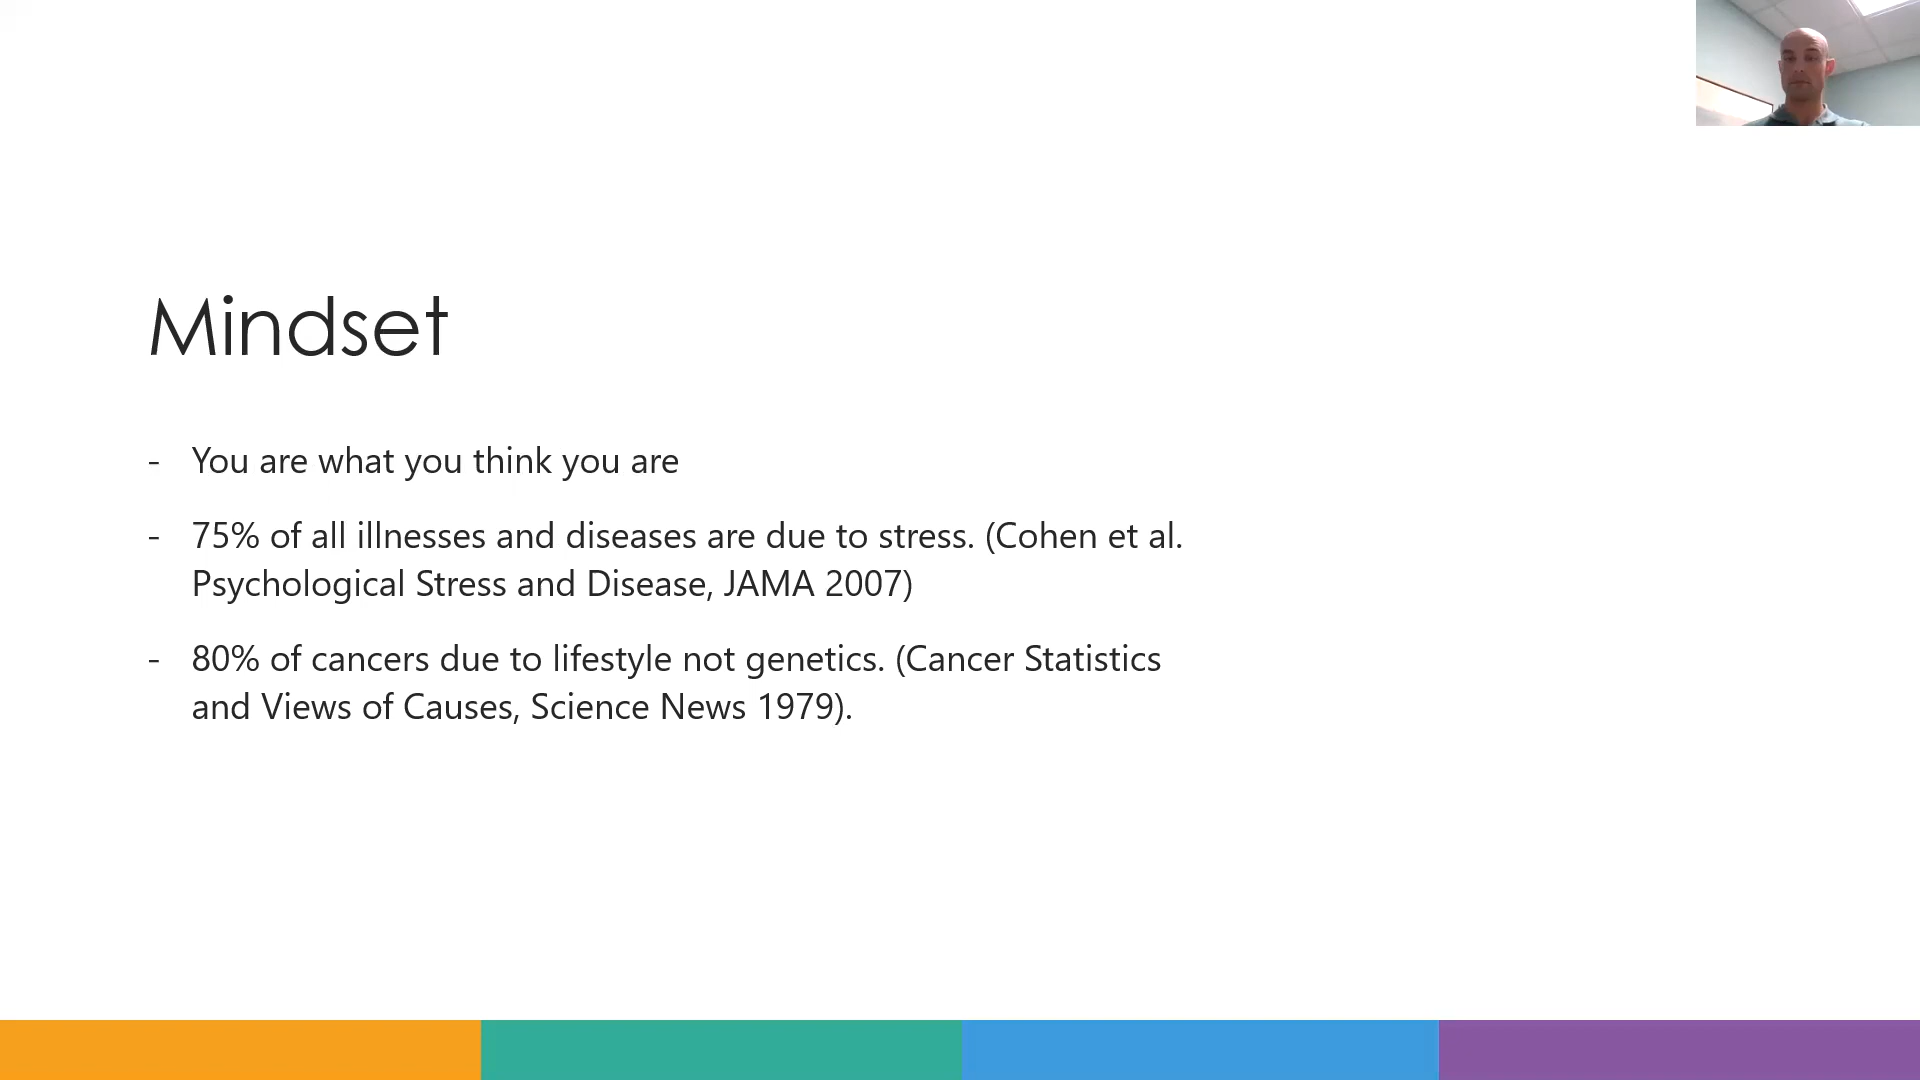 Mindset
- You are what you think you are
- 75% of all illnesses and diseases are due to stress. (Cohen et al.
Psychological Stress and Disease, JAMA 2007)
- 80% of cancers due to lifestyle not genetics. (Cancer Statistics
and Views of Causes, Science News 1979).